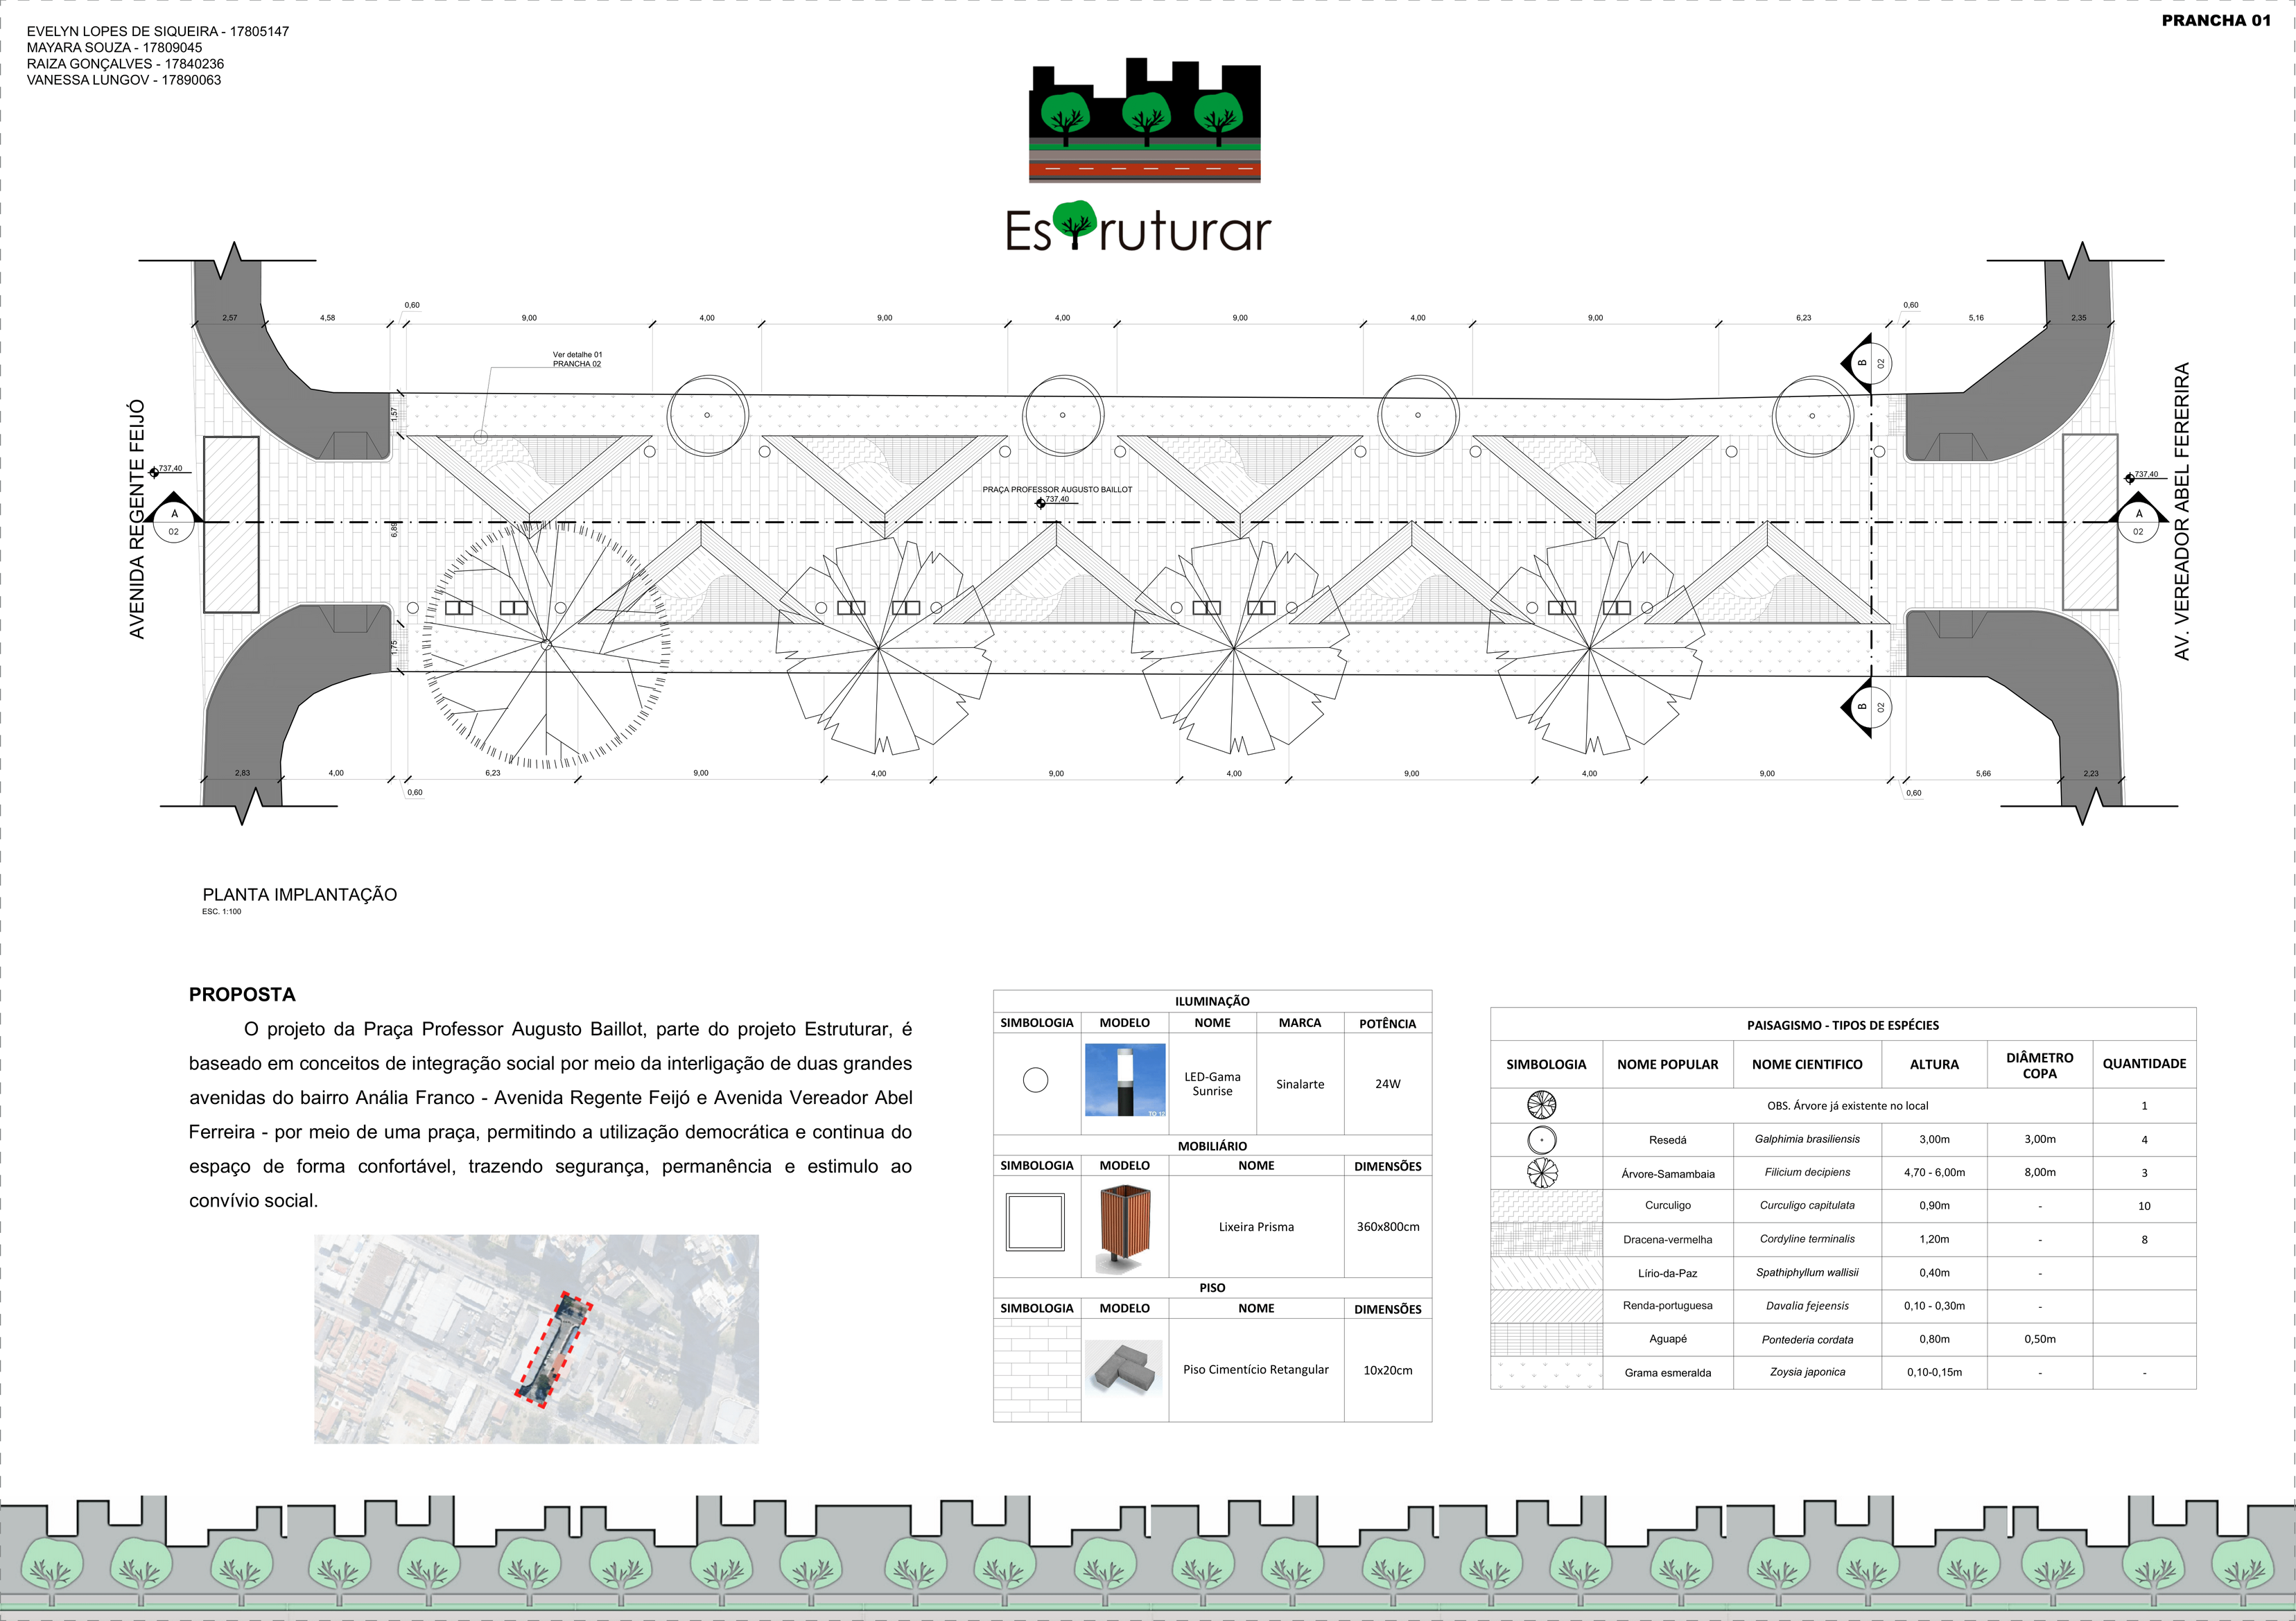 EVELYN LOPES DE SIQUEIRA - 17805147
MAYARA SOUZA - 17809045
RAIZA GONÇALVES - 17840236
VANESSA LUNGOV - 17890063
PRANCHA 01
Estruturar
0,60
0,60
2,57
4,58
9,00
4,00
9,00
4,00
9,00
4,00
9,00
6,23
5,16
2,35
Ver detalhe 01
PRANCHA 02
B
02
1,57
AVENIDA REGENTE FEIJÓ
AV. VEREADOR ABEL FERERIRA
737,40
737,40
PRAÇA PROFESSOR AUGUSTO BAILLOT
737,40
A
02
A
02
6,89
1,75
B
02
2,83
4,00
6,23
9,00
4,00
9,00
4,00
9,00
4,00
9,00
5,66
2,23
0,60
0,60
PLANTA IMPLANTAÇÃO
ESC. 1:100
PROPOSTA
O projeto da Praça Professor Augusto Baillot, parte do projeto Estruturar, é
baseado em conceitos de integração social por meio da interligação de duas grandes
avenidas do bairro Anália Franco - Avenida Regente Feijó e Avenida Vereador Abel
Ferreira - por meio de uma praça, permitindo a utilização democrática e continua do
espaço de forma confortável, trazendo segurança, permanência e estimulo ao
convívio social.
ILUMINAÇÃO
SIMBOLOGIA MODELO NOME MARCA POTÊNCIA
LED-Gama
Sunrise
Sinalarte
24W
MOBILIÁRIO
SIMBOLOGIA MODELO NOME DIMENSÕES
Lixeira Prisma 360x800cm
PISO
SIMBOLOGIA MODELO NOME DIMENSÕES
Piso Cimentício Retangular 10x20cm
PAISAGISMO - TIPOS DE ESPÉCIES
SIMBOLOGIA NOME POPULAR NOME CIENTIFICO ALTURA DIÂMETRO COPA QUANTIDADE
OBS. Árvore já existente no local 1
Resedá Galphimia brasiliensis 3,00m 3,00m 4
Árvore-Samambaia Filicium decipiens 4,70 - 6,00m 8,00m 3
Curculigo Curculigo capitulata 0,90m - 10
Dracena-vermelha Cordyline terminalis 1,20m - 8
Lírio-da-Paz Spathiphyllum wallisii 0,40m -
Renda-portuguesa Davalia fejeensis 0,10 - 0,30m -
Aguapé Pontederia cordata 0,80m 0,50m
Grama esmeralda Zoysia japonica 0,10-0,15m - -